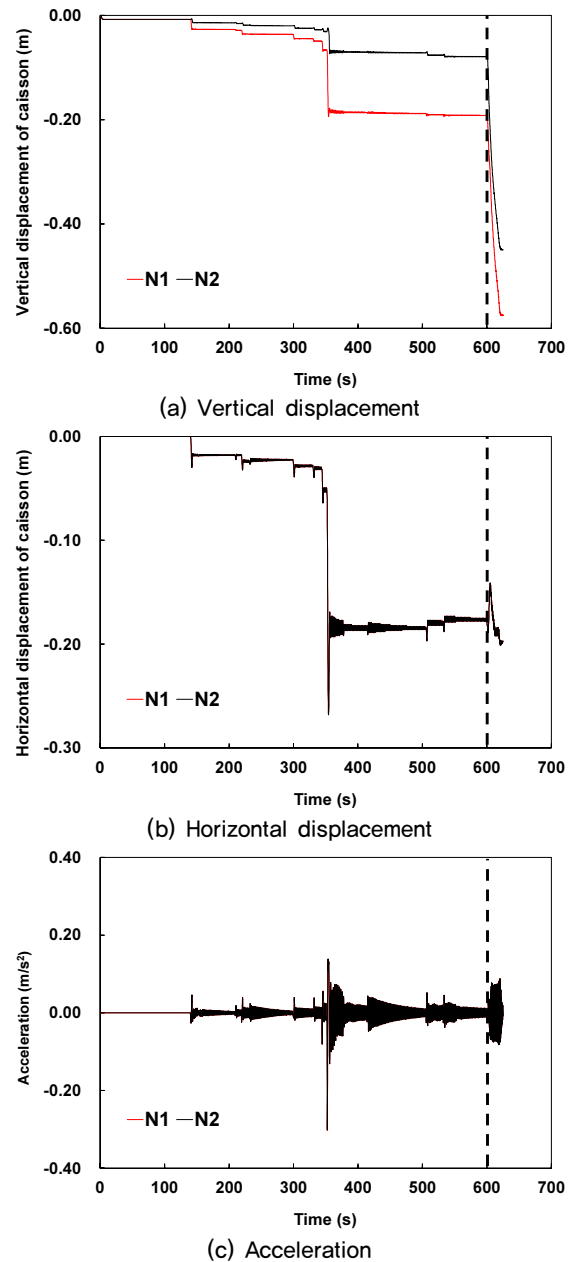 0.00
-0.20
-0.40
-0.60
Vertical displacement of caisson (m)
N1 N2
0 100 200 300 400 500 600 700
Time (s)
(a) Vertical displacement
0.00
-0.10
-0.20
-0.30
Horizontal displacement of caisson (m)
N1 N2
0 100 200 300 400 500 600 700
Time (s)
(b) Horizontal displacement
0.40
0.20
0.00
-0.20
-0.40
Acceleration (m/s²)
N1 N2
0 100 200 300 400 500 600 700
Time (s)
(c) Acceleration